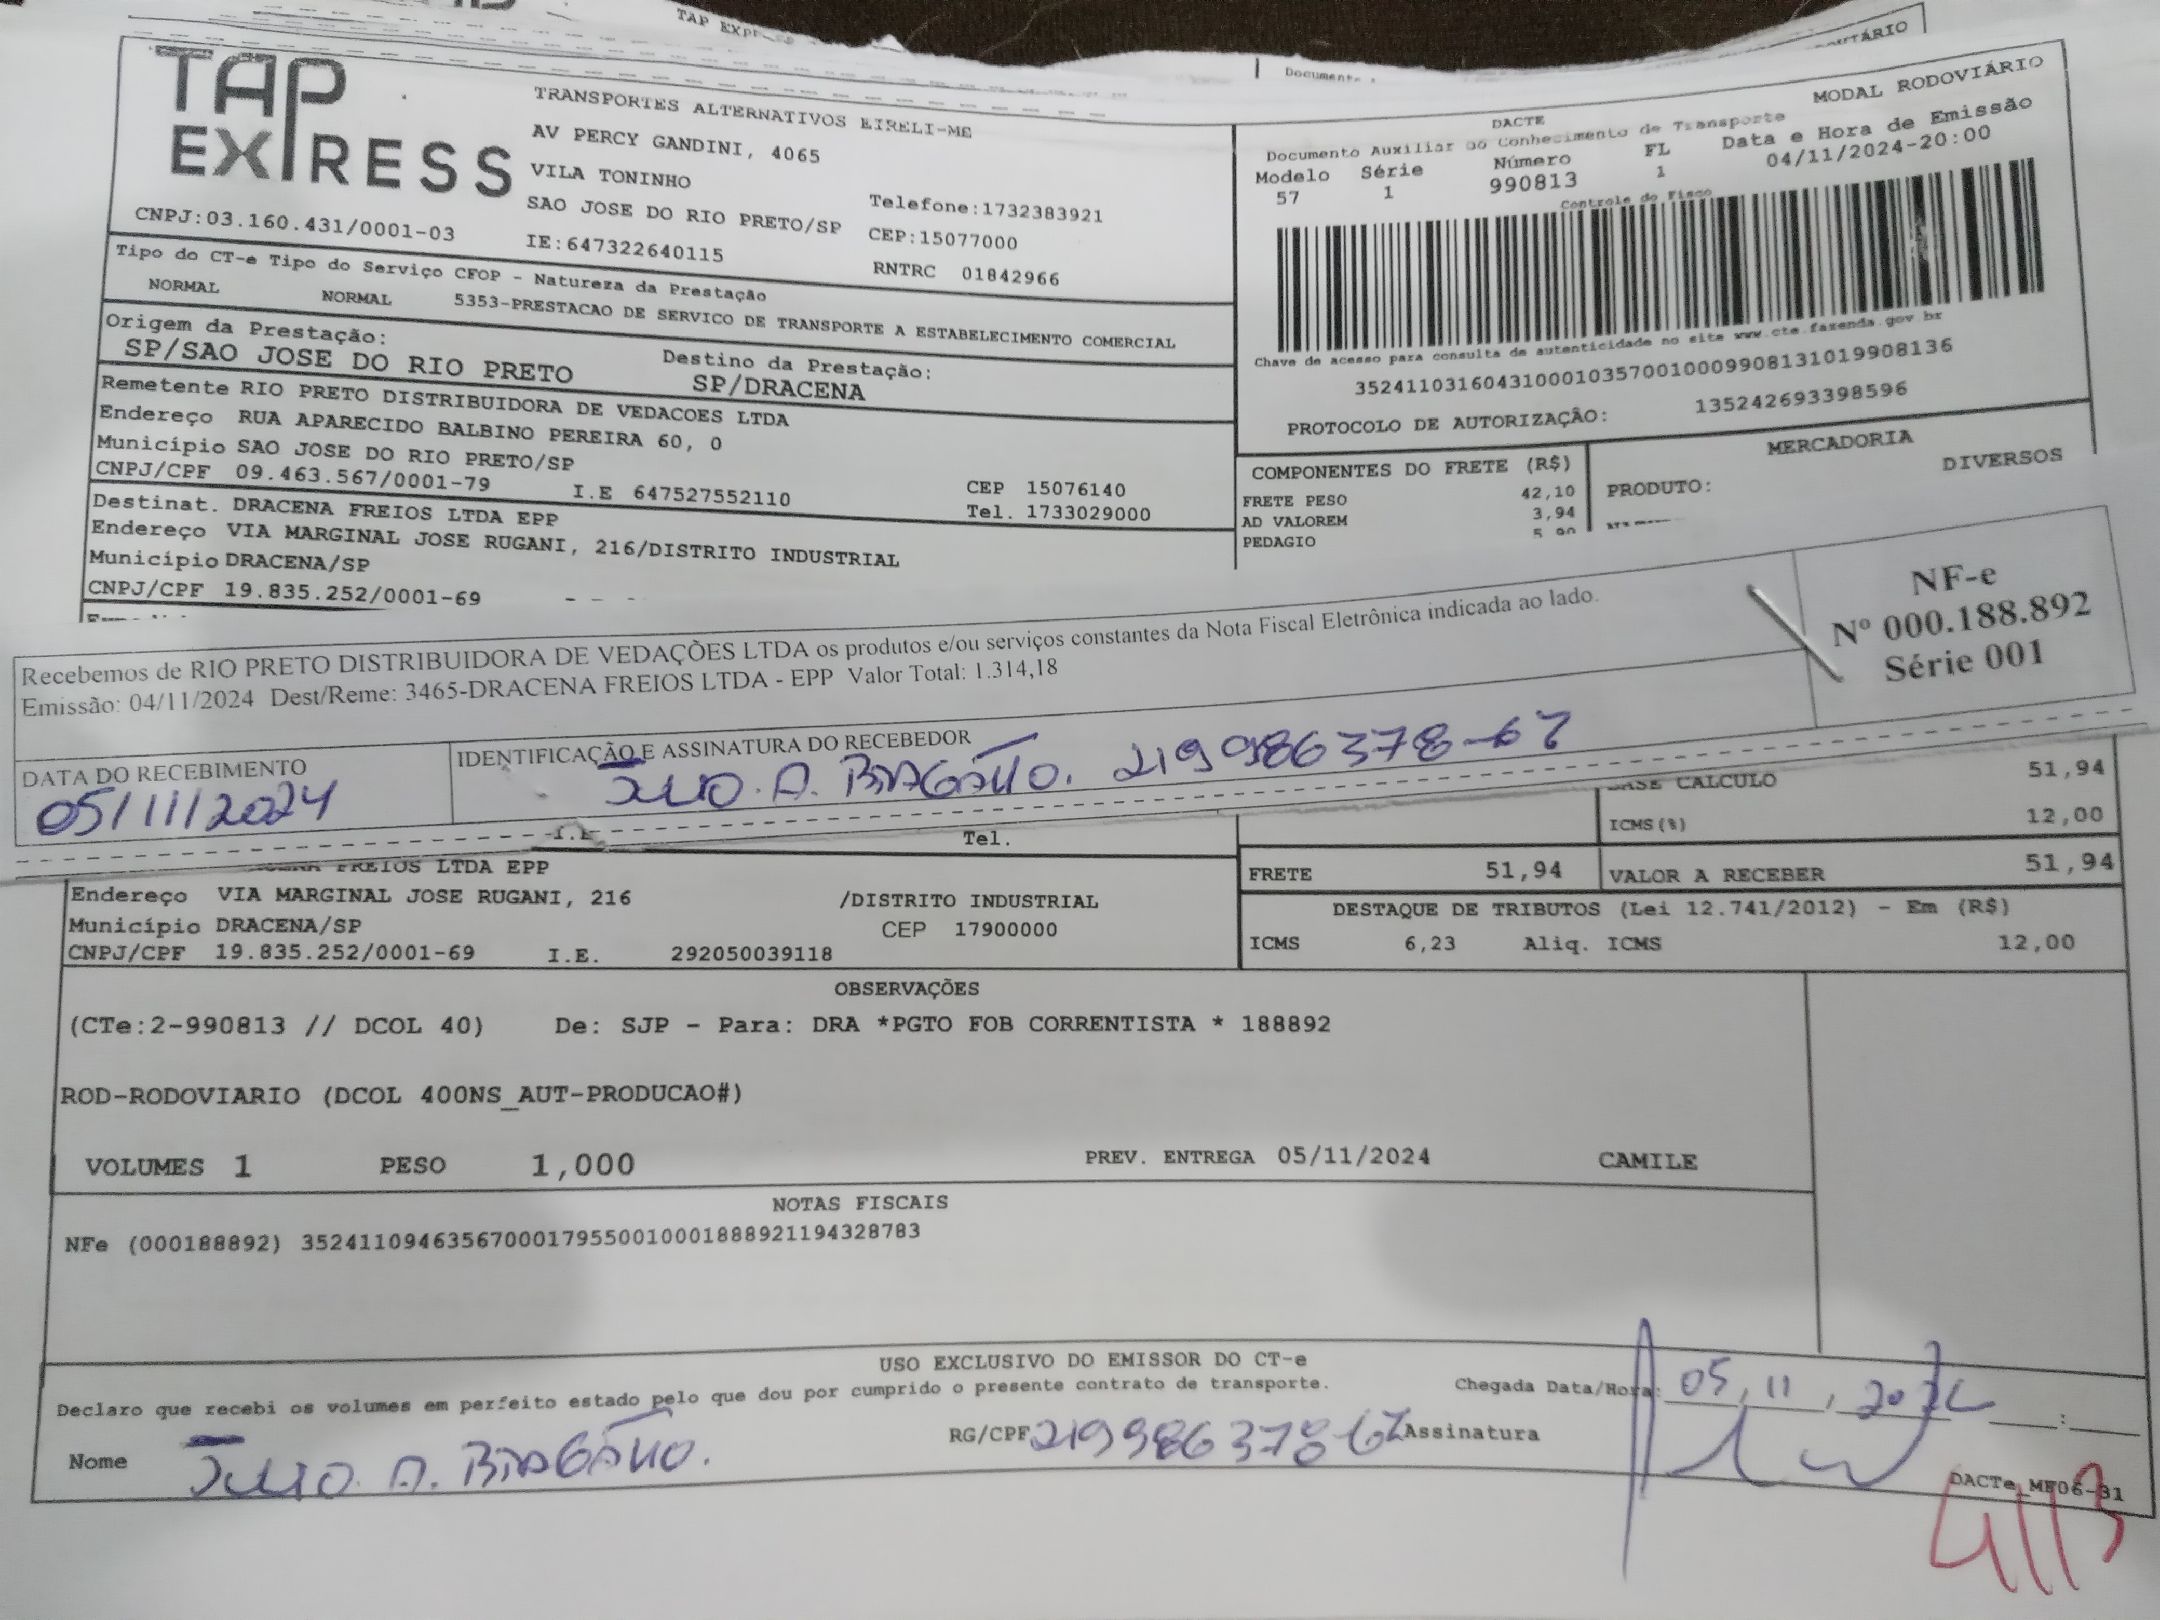 TAP EXPRESS
TRANSPORTES ALTERNATIVOS EIRELI-ME
AV PERCY GANDINI, 4065
VILA TONINHO
SAO JOSE DO RIO PRETO/SP
Telefone:1732383921
CEP:15077000
CNPJ:03.160.431/0001-03
IE:647322640115
RNTRC 01842966
Tipo do CT-e Tipo do Serviço CFOP - Natureza da Prestação
NORMAL NORMAL 5353-PRESTACAO DE SERVICO DE TRANSPORTE A ESTABELECIMENTO COMERCIAL
Origem da Prestação:
SP/SAO JOSE DO RIO PRETO
Destino da Prestação:
SP/DRACENA
Remetente RIO PRETO DISTRIBUIDORA DE VEDACOES LTDA
Endereço RUA APARECIDO BALBINO PEREIRA 60, 0
Município SAO JOSE DO RIO PRETO/SP
CEP 15076140
CNPJ/CPF 09.463.567/0001-79 I.E 647527552110
Tel. 1733029000
Destinat. DRACENA FREIOS LTDA EPP
Endereço VIA MARGINAL JOSE RUGANI, 216/DISTRITO INDUSTRIAL
Município DRACENA/SP
CNPJ/CPF 19.835.252/0001-69
MODAL RODOVIÁRIO
DACTE
Documento Auxiliar do Conhecimento de Transporte
Modelo Série Número FL Data e Hora de Emissão
57 1 990813 1 04/11/2024-20:00
Controle do Fisco
Chave de acesso para consulta de autenticidade no site www.cte.fazenda.gov.br
35241103160431000103570010009908131019908136
PROTOCOLO DE AUTORIZAÇÃO: 135242693398596
COMPONENTES DO FRETE (R$)
FRETE PESO 42,10
AD VALOREM 3,94
PEDAGIO 5,90
MERCADORIA
PRODUTO: DIVERSOS
Recebemos de RIO PRETO DISTRIBUIDORA DE VEDAÇÕES LTDA os produtos e/ou serviços constantes da Nota Fiscal Eletrônica indicada ao lado.
Emissão: 04/11/2024 Dest/Reme: 3465-DRACENA FREIOS LTDA - EPP Valor Total: 1.314,18
NF-e
Nº 000.188.892
Série 001
DATA DO RECEBIMENTO
05/11/2024
IDENTIFICAÇÃO E ASSINATURA DO RECEBEDOR
Julio. A. BRAGATTO. 219986378-67
BASE CALCULO 51,94
ICMS(%) 12,00
I.E Tel.
FREIOS LTDA EPP
Endereço VIA MARGINAL JOSE RUGANI, 216 /DISTRITO INDUSTRIAL
Município DRACENA/SP CEP 17900000
CNPJ/CPF 19.835.252/0001-69 I.E. 292050039118
FRETE 51,94 VALOR A RECEBER 51,94
DESTAQUE DE TRIBUTOS (Lei 12.741/2012) - Em (R$)
ICMS 6,23 Aliq. ICMS 12,00
OBSERVAÇÕES
(CTe:2-990813 // DCOL 40) De: SJP - Para: DRA *PGTO FOB CORRENTISTA * 188892
ROD-RODOVIARIO (DCOL 400NS_AUT-PRODUCAO#)
VOLUMES 1 PESO 1,000 PREV. ENTREGA 05/11/2024 CAMILE
NOTAS FISCAIS
NFe (000188892) 35241109463567000179550010001888921194328783
USO EXCLUSIVO DO EMISSOR DO CT-e
Declaro que recebi os volumes em perfeito estado pelo que dou por cumprido o presente contrato de transporte.
Chegada Data/Hora: 05, 11, 2024 :
Nome Julio. A. BRAGATTO.
RG/CPF 219986378-67 Assinatura
DACTe_MF06-31